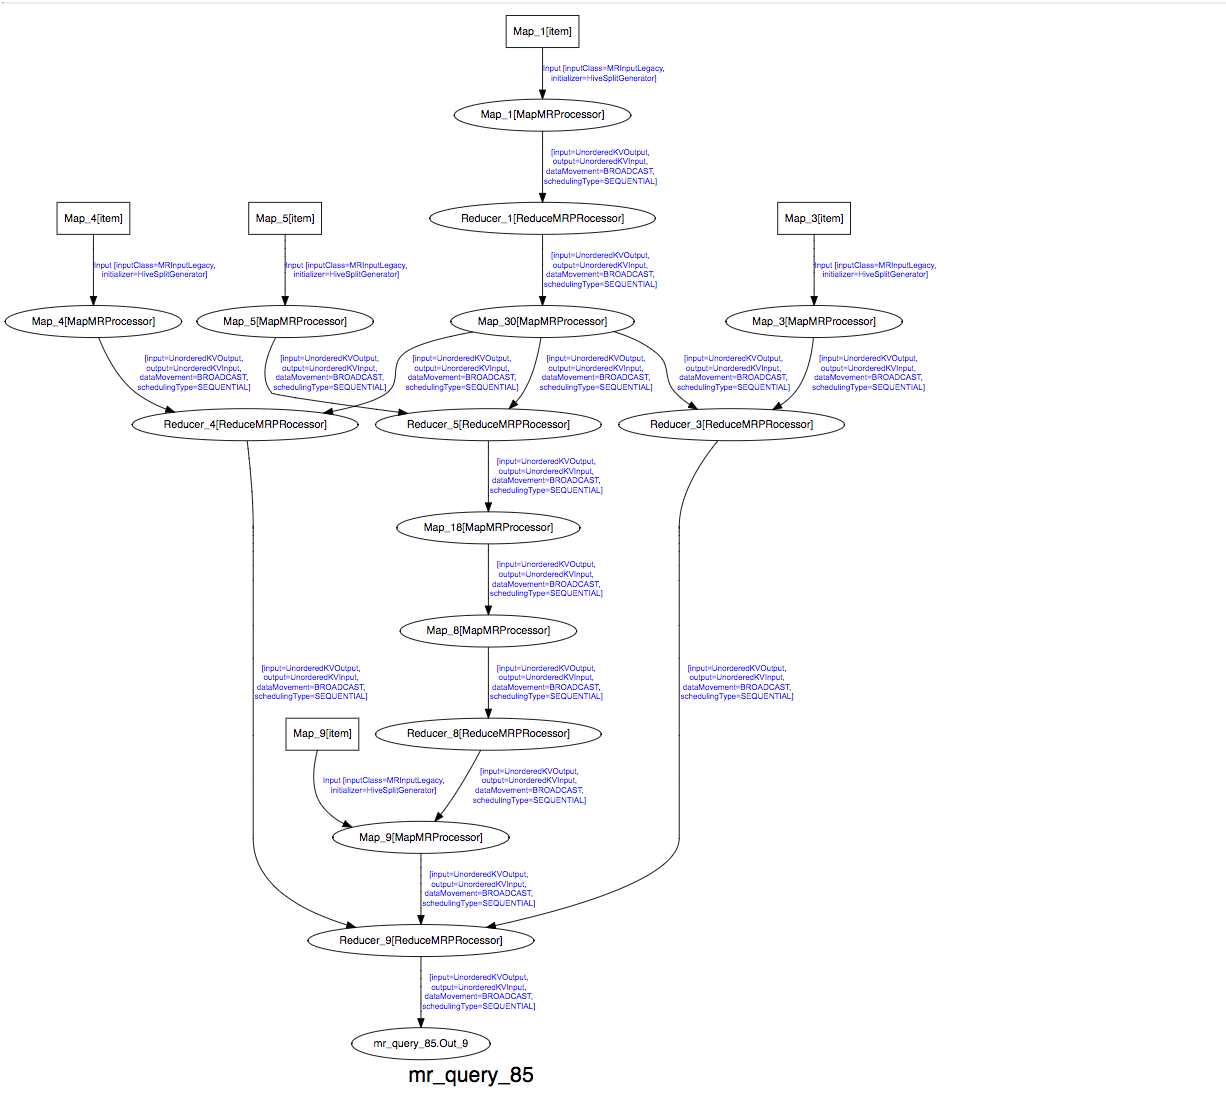 Map_1[item]
Input [inputClass=MRInputLegacy,
initializer=HiveSplitGenerator]
Map_1[MapMRProcessor]
[input=UnorderedKVOutput,
output=UnorderedKVInput,
dataMovement=BROADCAST,
schedulingType=SEQUENTIAL]
Map_4[item]
Map_5[item]
Reducer_1[ReduceMRPRocessor]
Map_3[item]
Input [inputClass=MRInputLegacy,
initializer=HiveSplitGenerator]
Input [inputClass=MRInputLegacy,
initializer=HiveSplitGenerator]
[input=UnorderedKVOutput,
output=UnorderedKVInput,
dataMovement=BROADCAST,
schedulingType=SEQUENTIAL]
Input [inputClass=MRInputLegacy,
initializer=HiveSplitGenerator]
Map_4[MapMRProcessor]
Map_5[MapMRProcessor]
Map_30[MapMRProcessor]
Map_3[MapMRProcessor]
[input=UnorderedKVOutput,
output=UnorderedKVInput,
dataMovement=BROADCAST,
schedulingType=SEQUENTIAL]
[input=UnorderedKVOutput,
output=UnorderedKVInput,
dataMovement=BROADCAST,
schedulingType=SEQUENTIAL]
[input=UnorderedKVOutput,
output=UnorderedKVInput,
dataMovement=BROADCAST,
schedulingType=SEQUENTIAL]
[input=UnorderedKVOutput,
output=UnorderedKVInput,
dataMovement=BROADCAST,
schedulingType=SEQUENTIAL]
[input=UnorderedKVOutput,
output=UnorderedKVInput,
dataMovement=BROADCAST,
schedulingType=SEQUENTIAL]
[input=UnorderedKVOutput,
output=UnorderedKVInput,
dataMovement=BROADCAST,
schedulingType=SEQUENTIAL]
Reducer_4[ReduceMRPRocessor]
Reducer_5[ReduceMRPRocessor]
Reducer_3[ReduceMRPRocessor]
[input=UnorderedKVOutput,
output=UnorderedKVInput,
dataMovement=BROADCAST,
schedulingType=SEQUENTIAL]
Map_18[MapMRProcessor]
[input=UnorderedKVOutput,
output=UnorderedKVInput,
dataMovement=BROADCAST,
schedulingType=SEQUENTIAL]
Map_8[MapMRProcessor]
[input=UnorderedKVOutput,
output=UnorderedKVInput,
dataMovement=BROADCAST,
schedulingType=SEQUENTIAL]
[input=UnorderedKVOutput,
output=UnorderedKVInput,
dataMovement=BROADCAST,
schedulingType=SEQUENTIAL]
[input=UnorderedKVOutput,
output=UnorderedKVInput,
dataMovement=BROADCAST,
schedulingType=SEQUENTIAL]
Map_9[item]
Reducer_8[ReduceMRPRocessor]
Input [inputClass=MRInputLegacy,
initializer=HiveSplitGenerator]
[input=UnorderedKVOutput,
output=UnorderedKVInput,
dataMovement=BROADCAST,
schedulingType=SEQUENTIAL]
Map_9[MapMRProcessor]
[input=UnorderedKVOutput,
output=UnorderedKVInput,
dataMovement=BROADCAST,
schedulingType=SEQUENTIAL]
Reducer_9[ReduceMRPRocessor]
[input=UnorderedKVOutput,
output=UnorderedKVInput,
dataMovement=BROADCAST,
schedulingType=SEQUENTIAL]
mr_query_85.Out_9
mr_query_85